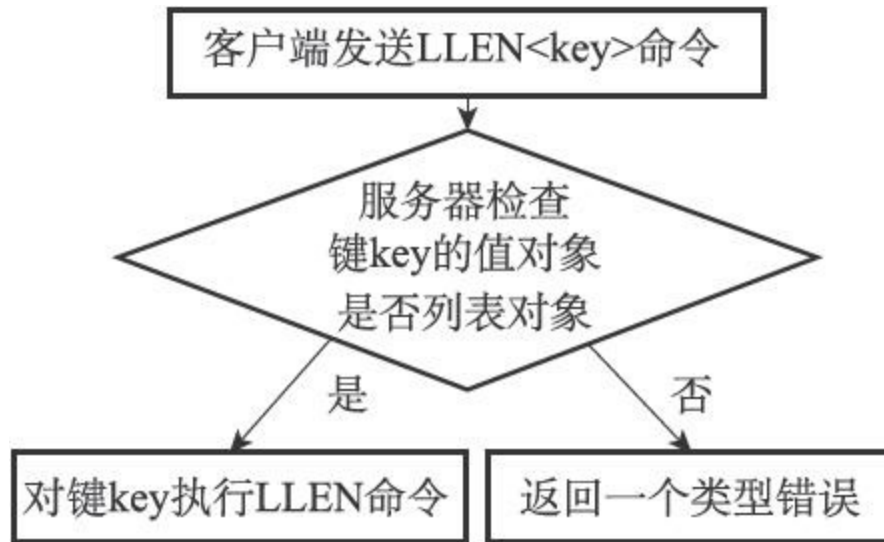 客户端发送LLEN<key>命令
服务器检查
键key的值对象
是否列表对象
是
否
对键key执行LLEN命令
返回一个类型错误